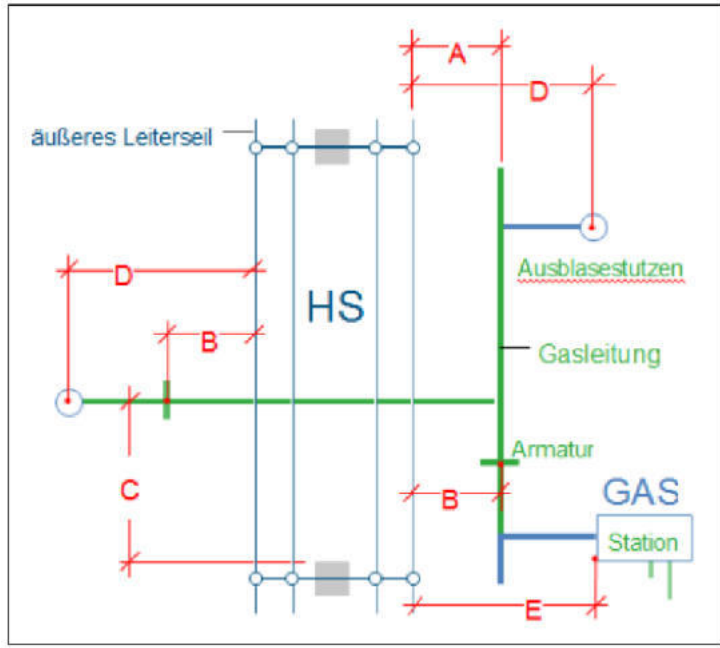 A
D
äußeres Leiterseil
Ausblasestutzen
D
HS
B
Gasleitung
Armatur
C
B
GAS
Station
E